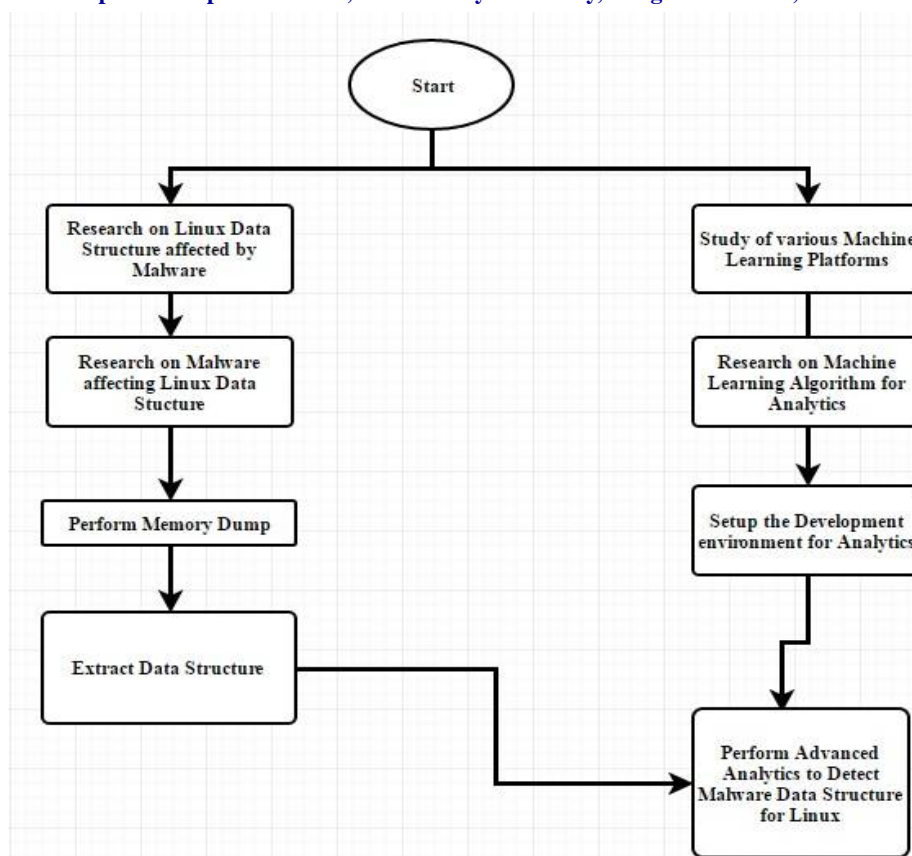 Start
Research on Linux Data
Structure affected by
Malware
Study of various Machine
Learning Platforms
Research on Malware
affecting Linux Data
Stucture
Research on Machine
Learning Algorithm for
Analytics
Perform Memory Dump
Setup the Development
environment for Analytics
Extract Data Structure
Perform Advanced
Analytics to Detect
Malware Data Structure
for Linux